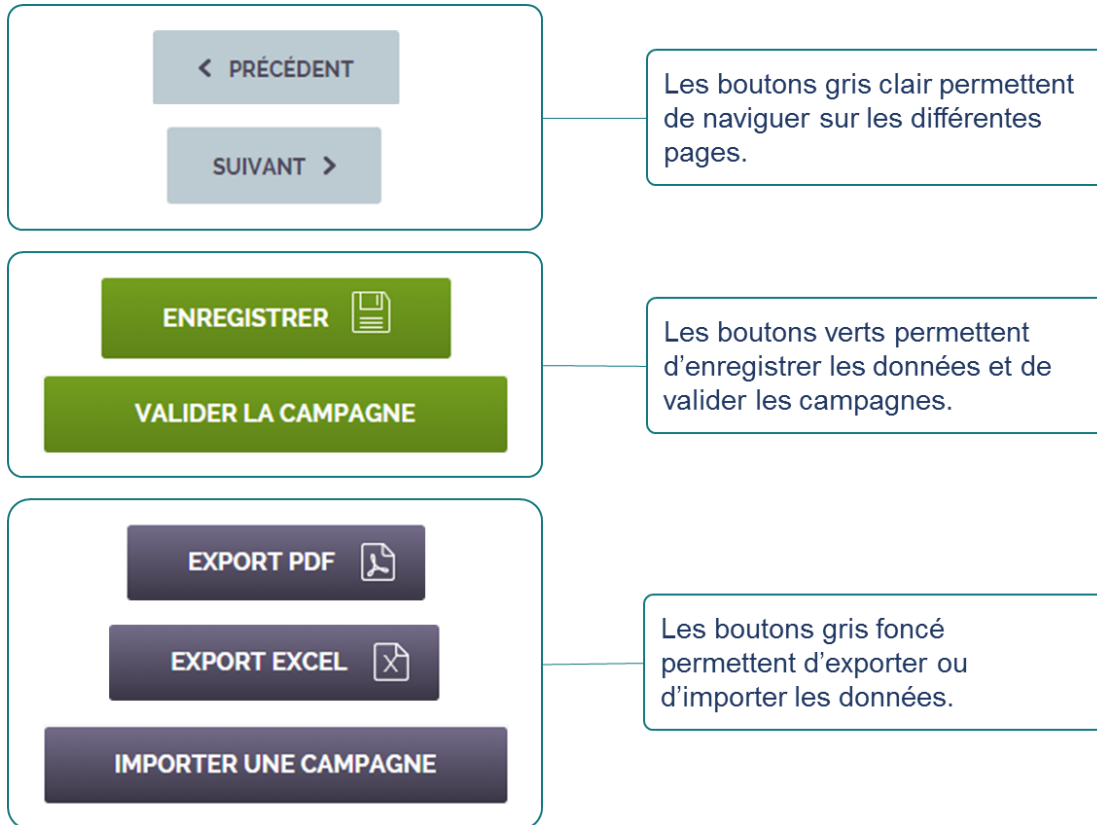 PRÉCÉDENT
SUIVANT
Les boutons gris clair permettent
de naviguer sur les différentes
pages.
ENREGISTRER
VALIDER LA CAMPAGNE
Les boutons verts permettent
d’enregistrer les données et de
valider les campagnes.
EXPORT PDF
EXPORT EXCEL
IMPORTER UNE CAMPAGNE
Les boutons gris foncé
permettent d’exporter ou
d’importer les données.